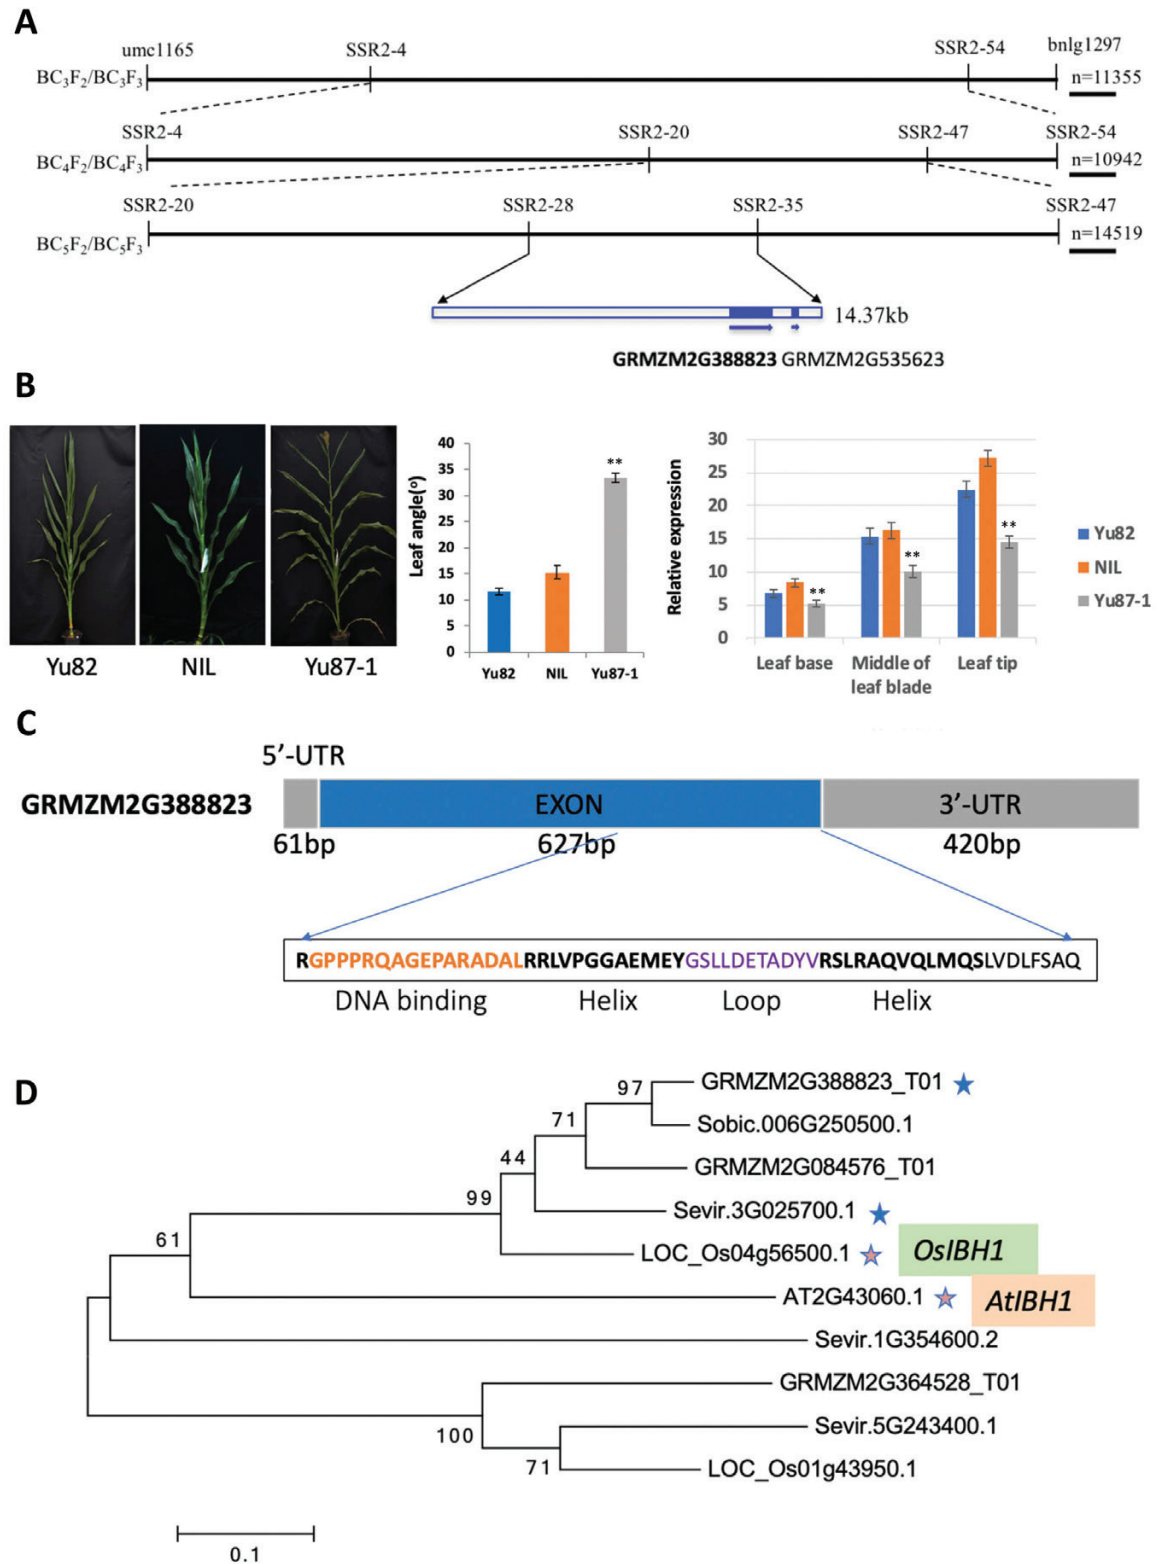 A
umc1165 SSR2-4 SSR2-54 bnlg1297
BC3F2/BC3F3 n=11355
SSR2-4 SSR2-20 SSR2-47 SSR2-54
BC4F2/BC4F3 n=10942
SSR2-20 SSR2-28 SSR2-35 SSR2-47
BC5F2/BC5F3 n=14519
14.37kb
GRMZM2G388823 GRMZM2G535623
B
Yu82 NIL Yu87-1
Leaf angle(°)
40
35
30
25
20
15
10
5
0
**
Yu82 NIL Yu87-1
Relative expression
30
25
20
15
10
5
0
** ** **
Leaf base Middle of leaf blade Leaf tip
Yu82
NIL
Yu87-1
C
5’-UTR
GRMZM2G388823 EXON 3’-UTR
61bp 627bp 420bp
RGPPPRQAGEPARADALRRLVPGGAEMEYGSLLDETADYVRSLRAQVQLMQSLVDLFSAQ
DNA binding Helix Loop Helix
D
97 GRMZM2G388823_T01
71 Sobic.006G250500.1
44 GRMZM2G084576_T01
99 Sevir.3G025700.1
61 LOC_Os04g56500.1 OsIBH1
AT2G43060.1 AtIBH1
Sevir.1G354600.2
GRMZM2G364528_T01
100 Sevir.5G243400.1
71 LOC_Os01g43950.1
0.1